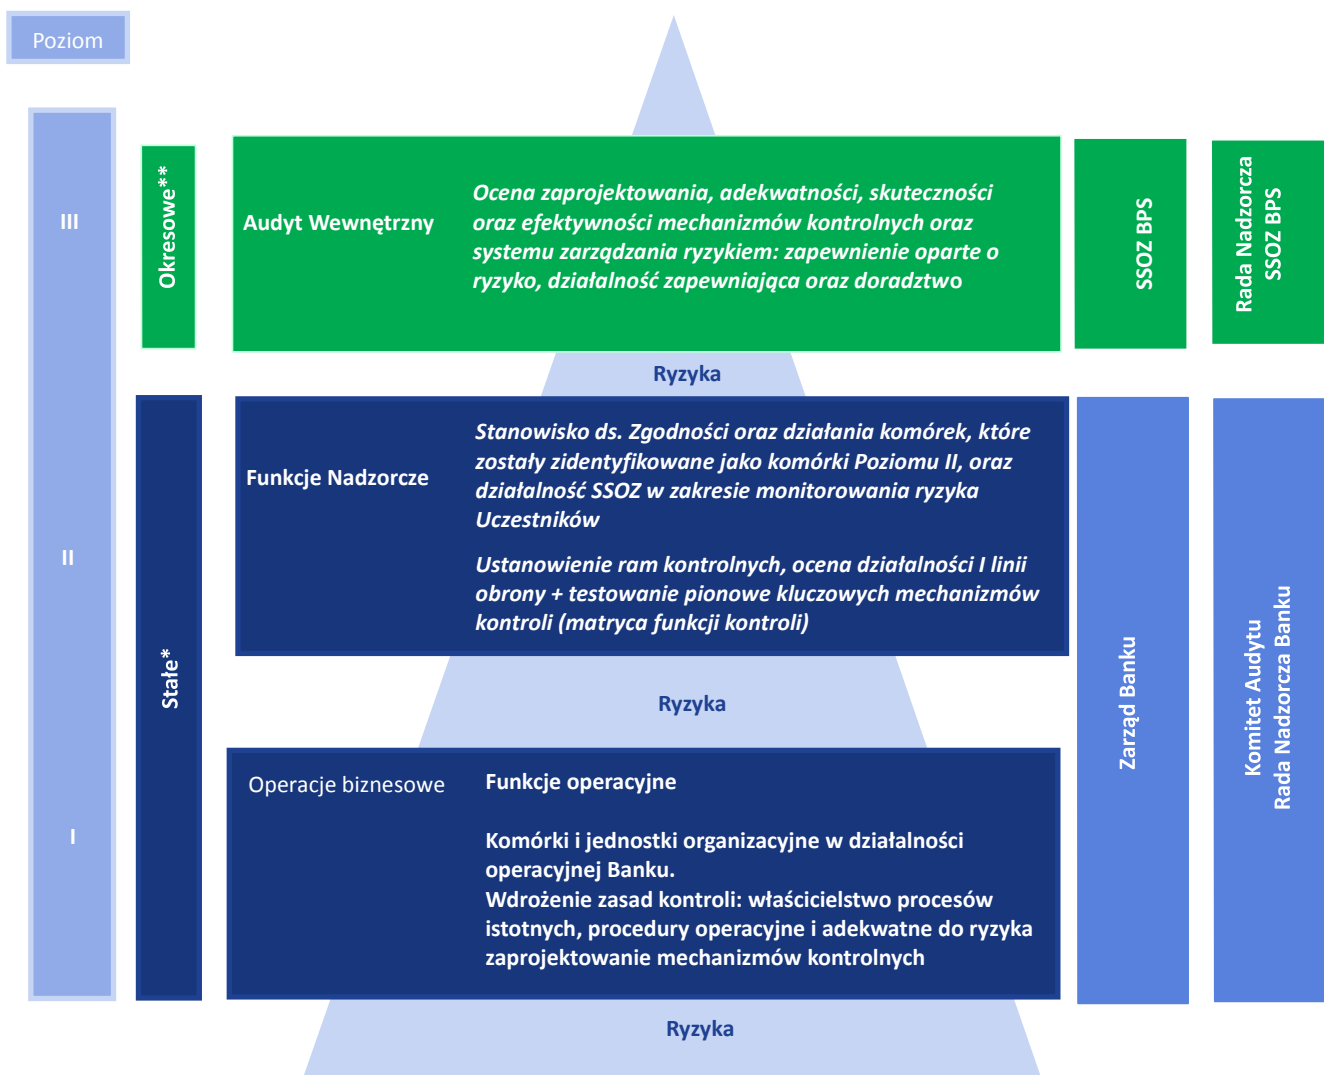 Poziom
III
Okresowe**
Audyt Wewnętrzny
Ocena zaprojektowania, adekwatności, skuteczności
oraz efektywności mechanizmów kontrolnych oraz
systemu zarządzania ryzykiem: zapewnienie oparte o
ryzyko, działalność zapewniająca oraz doradztwo
SSOZ BPS
Rada Nadzorcza
SSOZ BPS
Ryzyka
II
Stałe*
Funkcje Nadzorcze
Stanowisko ds. Zgodności oraz działania komórek, które
zostały zidentyfikowane jako komórki Poziomu II, oraz
działalność SSOZ w zakresie monitorowania ryzyka
Uczestników
Ustanowienie ram kontrolnych, ocena działalności I linii
obrony + testowanie pionowe kluczowych mechanizmów
kontroli (matryca funkcji kontroli)
Zarząd Banku
Komitet Audytu
Rada Nadzorcza Banku
Ryzyka
I
Operacje biznesowe
Funkcje operacyjne
Komórki i jednostki organizacyjne w działalności
operacyjnej Banku.
Wdrożenie zasad kontroli: właścicielstwo procesów
istotnych, procedury operacyjne i adekwatne do ryzyka
zaprojektowanie mechanizmów kontrolnych
Ryzyka